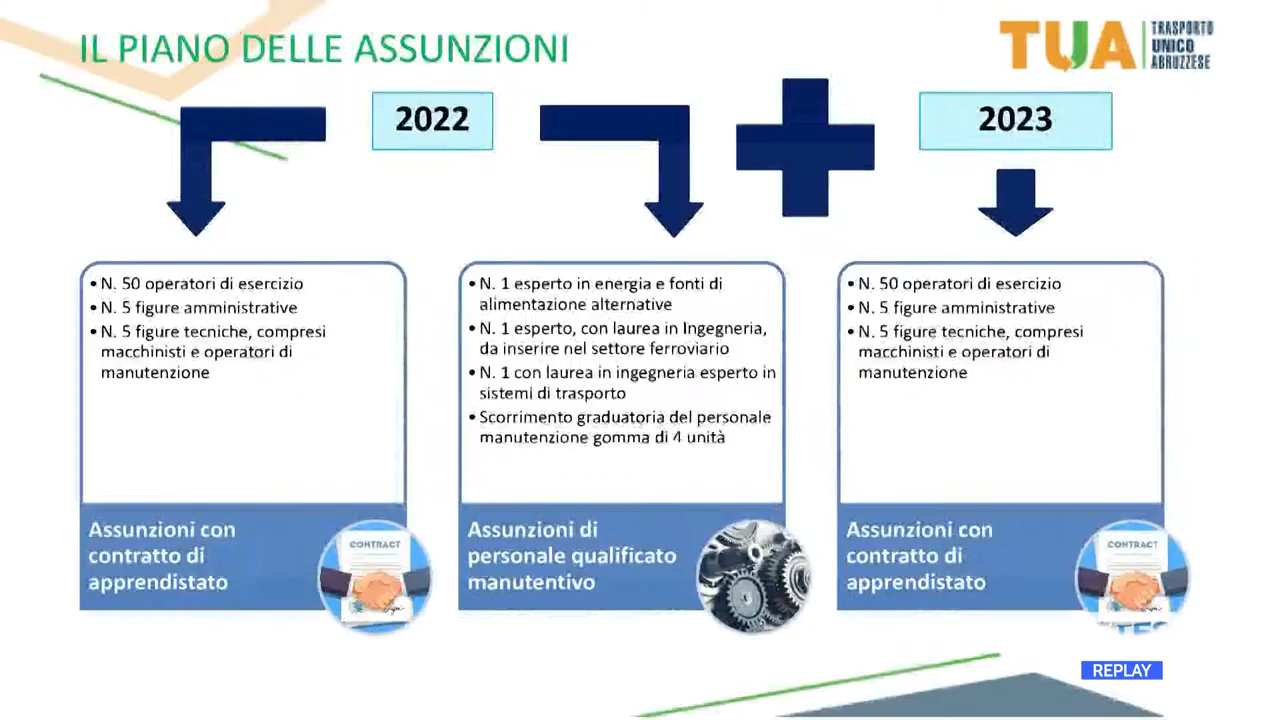 IL PIANO DELLE ASSUNZIONI
TUA
TRASPORTO
UNICO
ABRUZZESE
2022
2023
• N. 50 operatori di esercizio
• N. 5 figure amministrative
• N. 5 figure tecniche, compresi
macchinisti e operatori di
manutenzione
Assunzioni con
contratto di
apprendistato
CONTRACT
• N. 1 esperto in energia e fonti di
alimentazione alternative
• N. 1 esperto, con laurea in Ingegneria,
da inserire nel settore ferroviario
• N. 1 con laurea in ingegneria esperto in
sistemi di trasporto
• Scorrimento graduatoria del personale
manutenzione gomma di 4 unità
Assunzioni di
personale qualificato
manutentivo
• N. 50 operatori di esercizio
• N. 5 figure amministrative
• N. 5 figure tecniche, compresi
macchinisti e operatori di
manutenzione
Assunzioni con
contratto di
apprendistato
CONTRACT
REPLAY